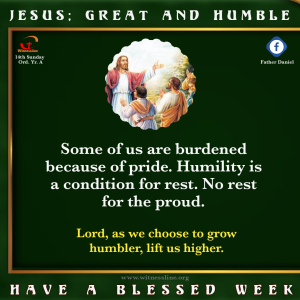 JESUS; GREAT AND HUMBLE
Witnessline
14th Sunday
Ord. Yr. A
Father Daniel
Some of us are burdened
because of pride. Humility is
a condition for rest. No rest
for the proud.
Lord, as we choose to grow
humbler, lift us higher.
www.witnessline.org
HAVE A BLESSED WEEK